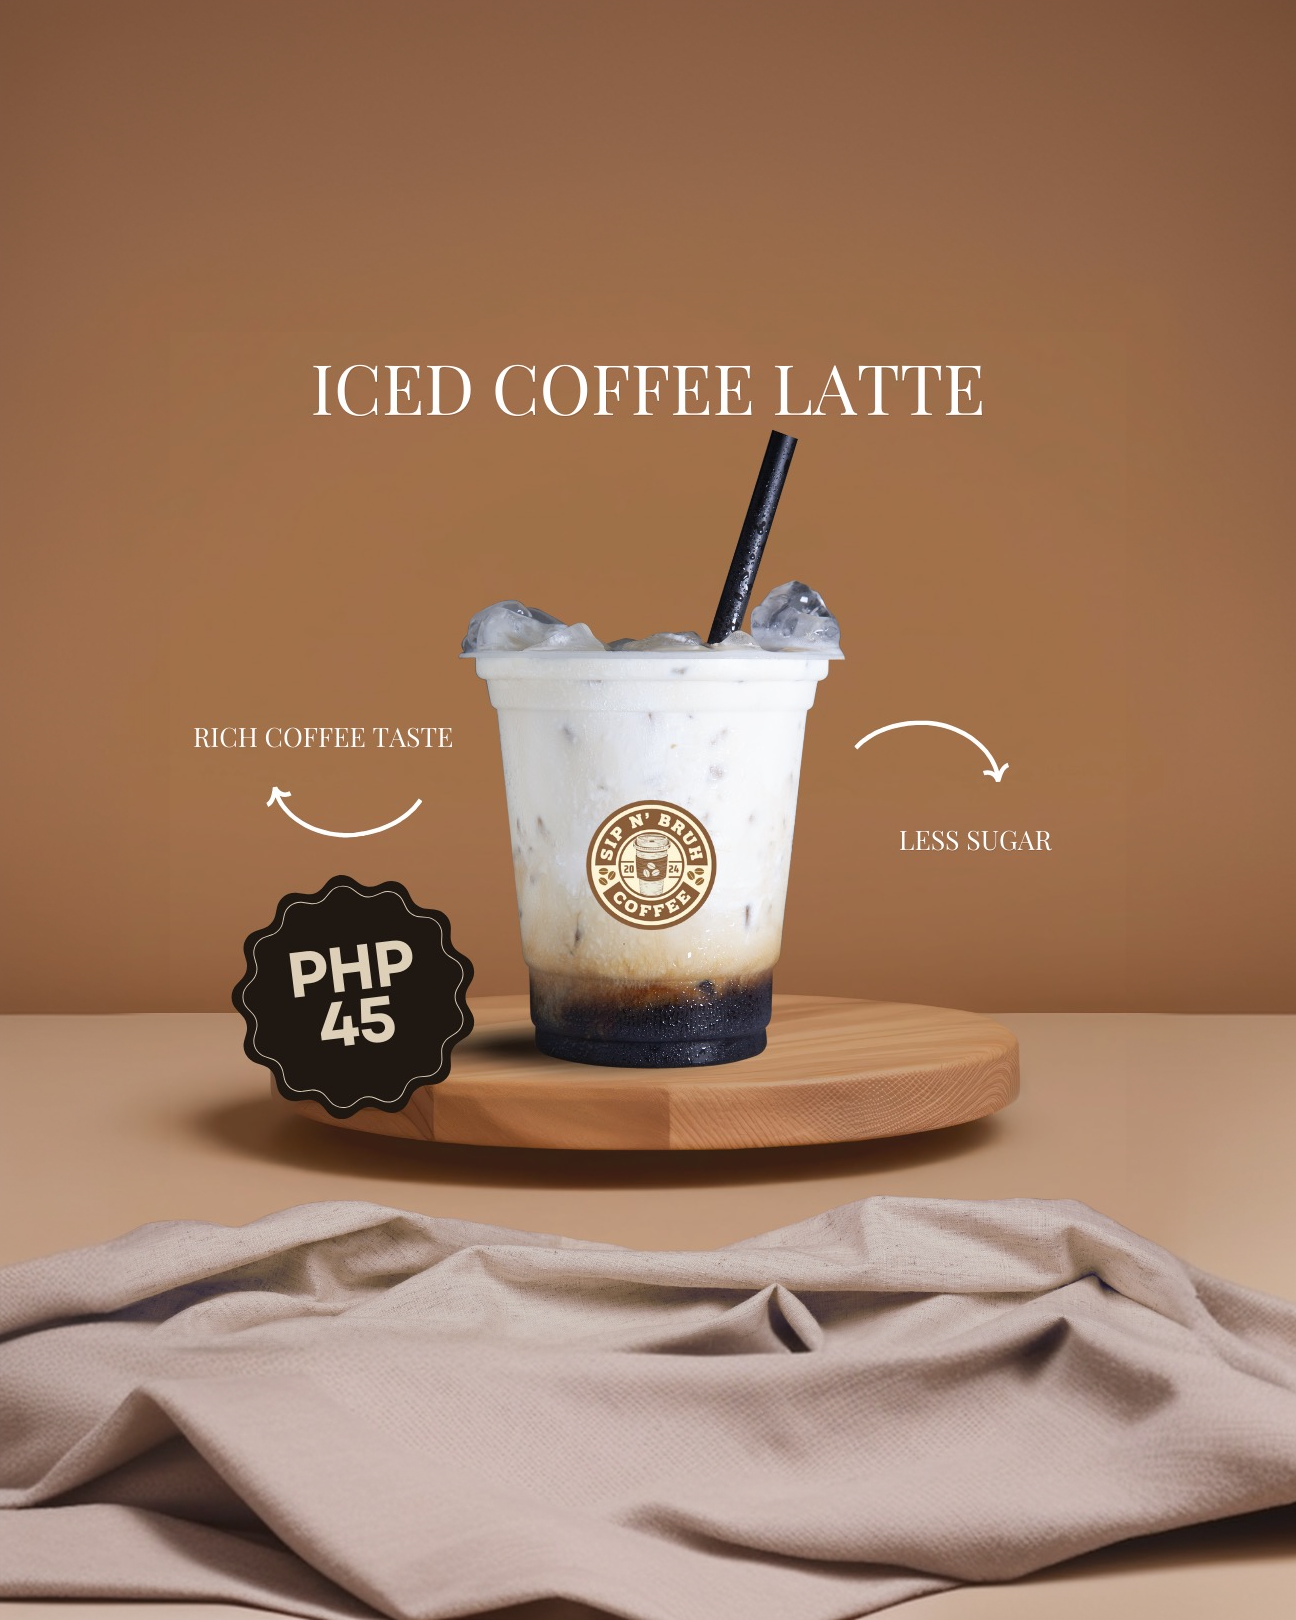 ICED COFFEE LATTE
RICH COFFEE TASTE
LESS SUGAR
SIP N' BRUH
20 24
COFFEE
PHP
45